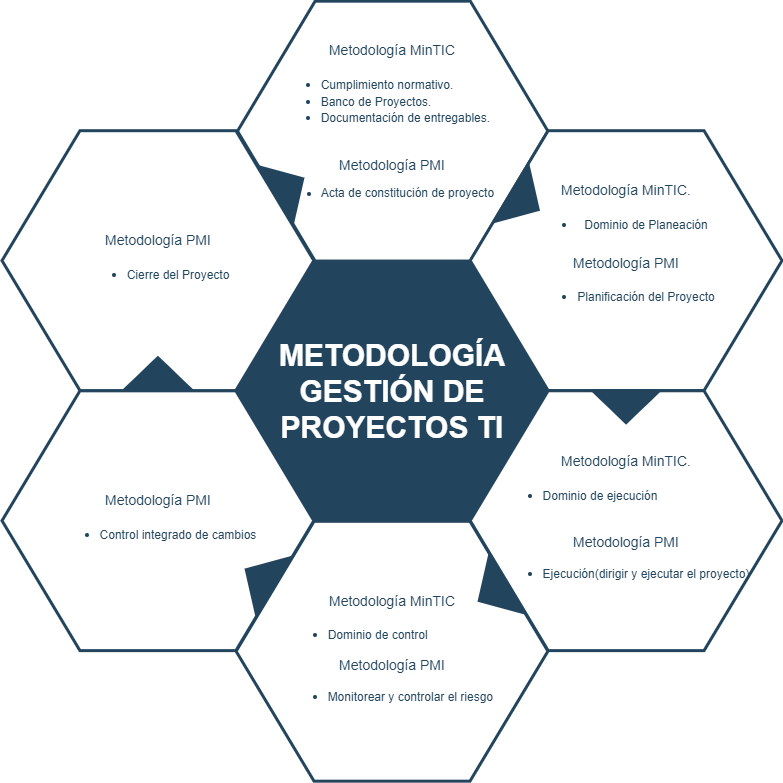 Metodología MinTIC
• Cumplimiento normativo.
• Banco de Proyectos.
• Documentación de entregables.
Metodología PMI
• Acta de constitución de proyecto
Metodología MinTIC.
• Dominio de Planeación
Metodología PMI
• Planificación del Proyecto
Metodología MinTIC.
• Dominio de ejecución
Metodología PMI
• Ejecución(dirigir y ejecutar el proyecto)
Metodología MinTIC
• Dominio de control
Metodología PMI
• Monitorear y controlar el riesgo
Metodología PMI
• Control integrado de cambios
Metodología PMI
• Cierre del Proyecto
METODOLOGÍA
GESTIÓN DE
PROYECTOS TI